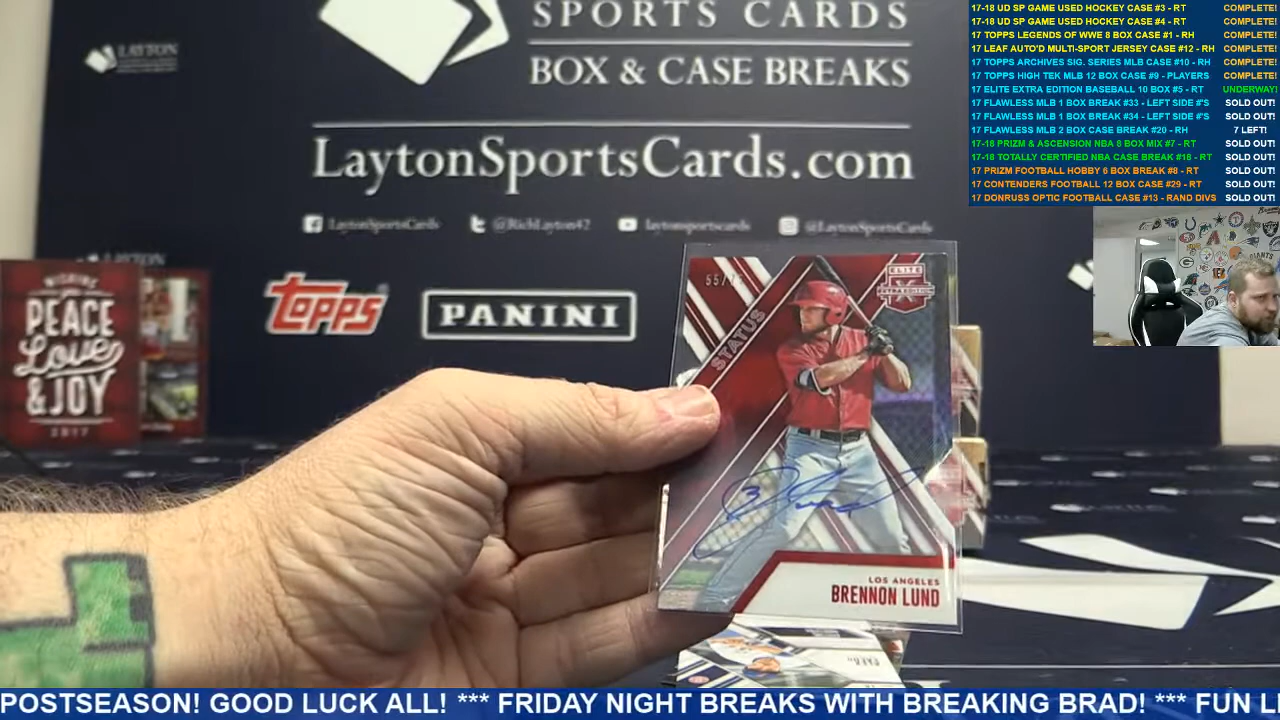 SPORTS CARDS
BOX & CASE BREAKS
LaytonSportsCards.com
LaytonSportsCards
@RichLayton47
laytonsportscards
@LaytonSportsCards
LAYTON
TOPPS
PANINI
PEACE
Love
& JOY
2017
STATUS
ELITE
EXTRA EDITION
LOS ANGELES
BRENNON LUND
17-18 UD SP GAME USED HOCKEY CASE #3 - RT COMPLETE!
17-18 UD SP GAME USED HOCKEY CASE #4 - RT COMPLETE!
17 TOPPS LEGENDS OF WWE 8 BOX CASE #1 - RH COMPLETE!
17 LEAF AUTO'D MULTI-SPORT JERSEY CASE #12 - RH COMPLETE!
17 TOPPS ARCHIVES SIG. SERIES MLB CASE #10 - RH COMPLETE!
17 TOPPS HIGH TEK MLB 12 BOX CASE #9 - PLAYERS COMPLETE!
17 ELITE EXTRA EDITION BASEBALL 10 BOX #5 - RT UNDERWAY!
17 FLAWLESS MLB 1 BOX BREAK #33 - LEFT SIDE #'S SOLD OUT!
17 FLAWLESS MLB 1 BOX BREAK #34 - LEFT SIDE #'S SOLD OUT!
17 FLAWLESS MLB 2 BOX CASE BREAK #20 - RH 7 LEFT!
17-18 PRIZM & ASCENSION NBA 8 BOX MIX #7 - RT SOLD OUT!
17-18 TOTALLY CERTIFIED NBA CASE BREAK #16 - RT SOLD OUT!
17 PRIZM FOOTBALL HOBBY 6 BOX BREAK #8 - RT SOLD OUT!
17 CONTENDERS FOOTBALL 12 BOX CASE #29 - RT SOLD OUT!
17 DONRUSS OPTIC FOOTBALL CASE #13 - RAND DIVS SOLD OUT!
POSTSEASON! GOOD LUCK ALL! *** FRIDAY NIGHT BREAKS WITH BREAKING BRAD! *** FUN LI